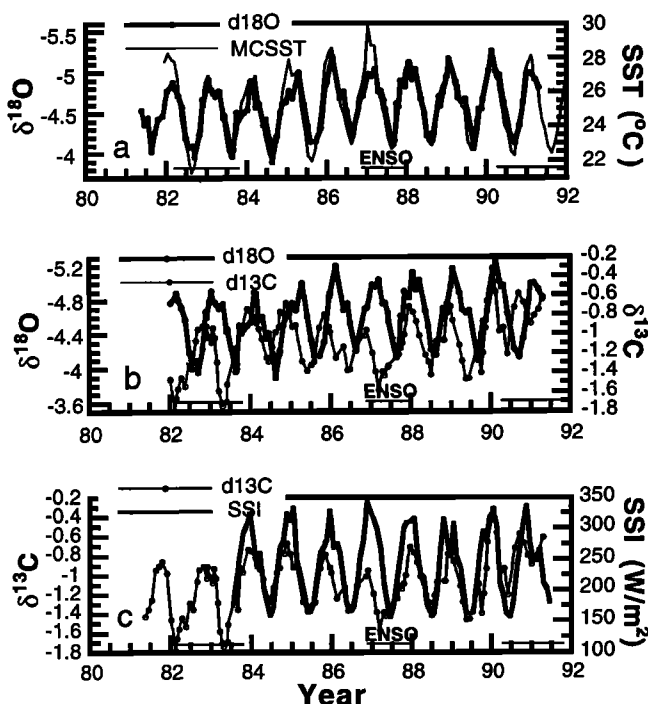 -5.5
-5
-4.5
-4
δ18O
d18O
MCSST
a
ENSO
30
28
26
24
22
SST (°C)
80 82 84 86 88 90 92
-5.2
-4.8
-4.4
-4
-3.6
δ18O
d18O
d13C
b
ENSO
-0.2
-0.4
-0.6
-0.8
-1
-1.2
-1.4
-1.6
-1.8
δ13C
80 82 84 86 88 90 92
-0.2
-0.4
-0.8
-1
-1.4
-1.6
-1.8
δ13C
d13C
SSI
c
ENSO
350
300
250
200
150
100
SSI (W/m2)
80 82 84 86 88 90 92
Year